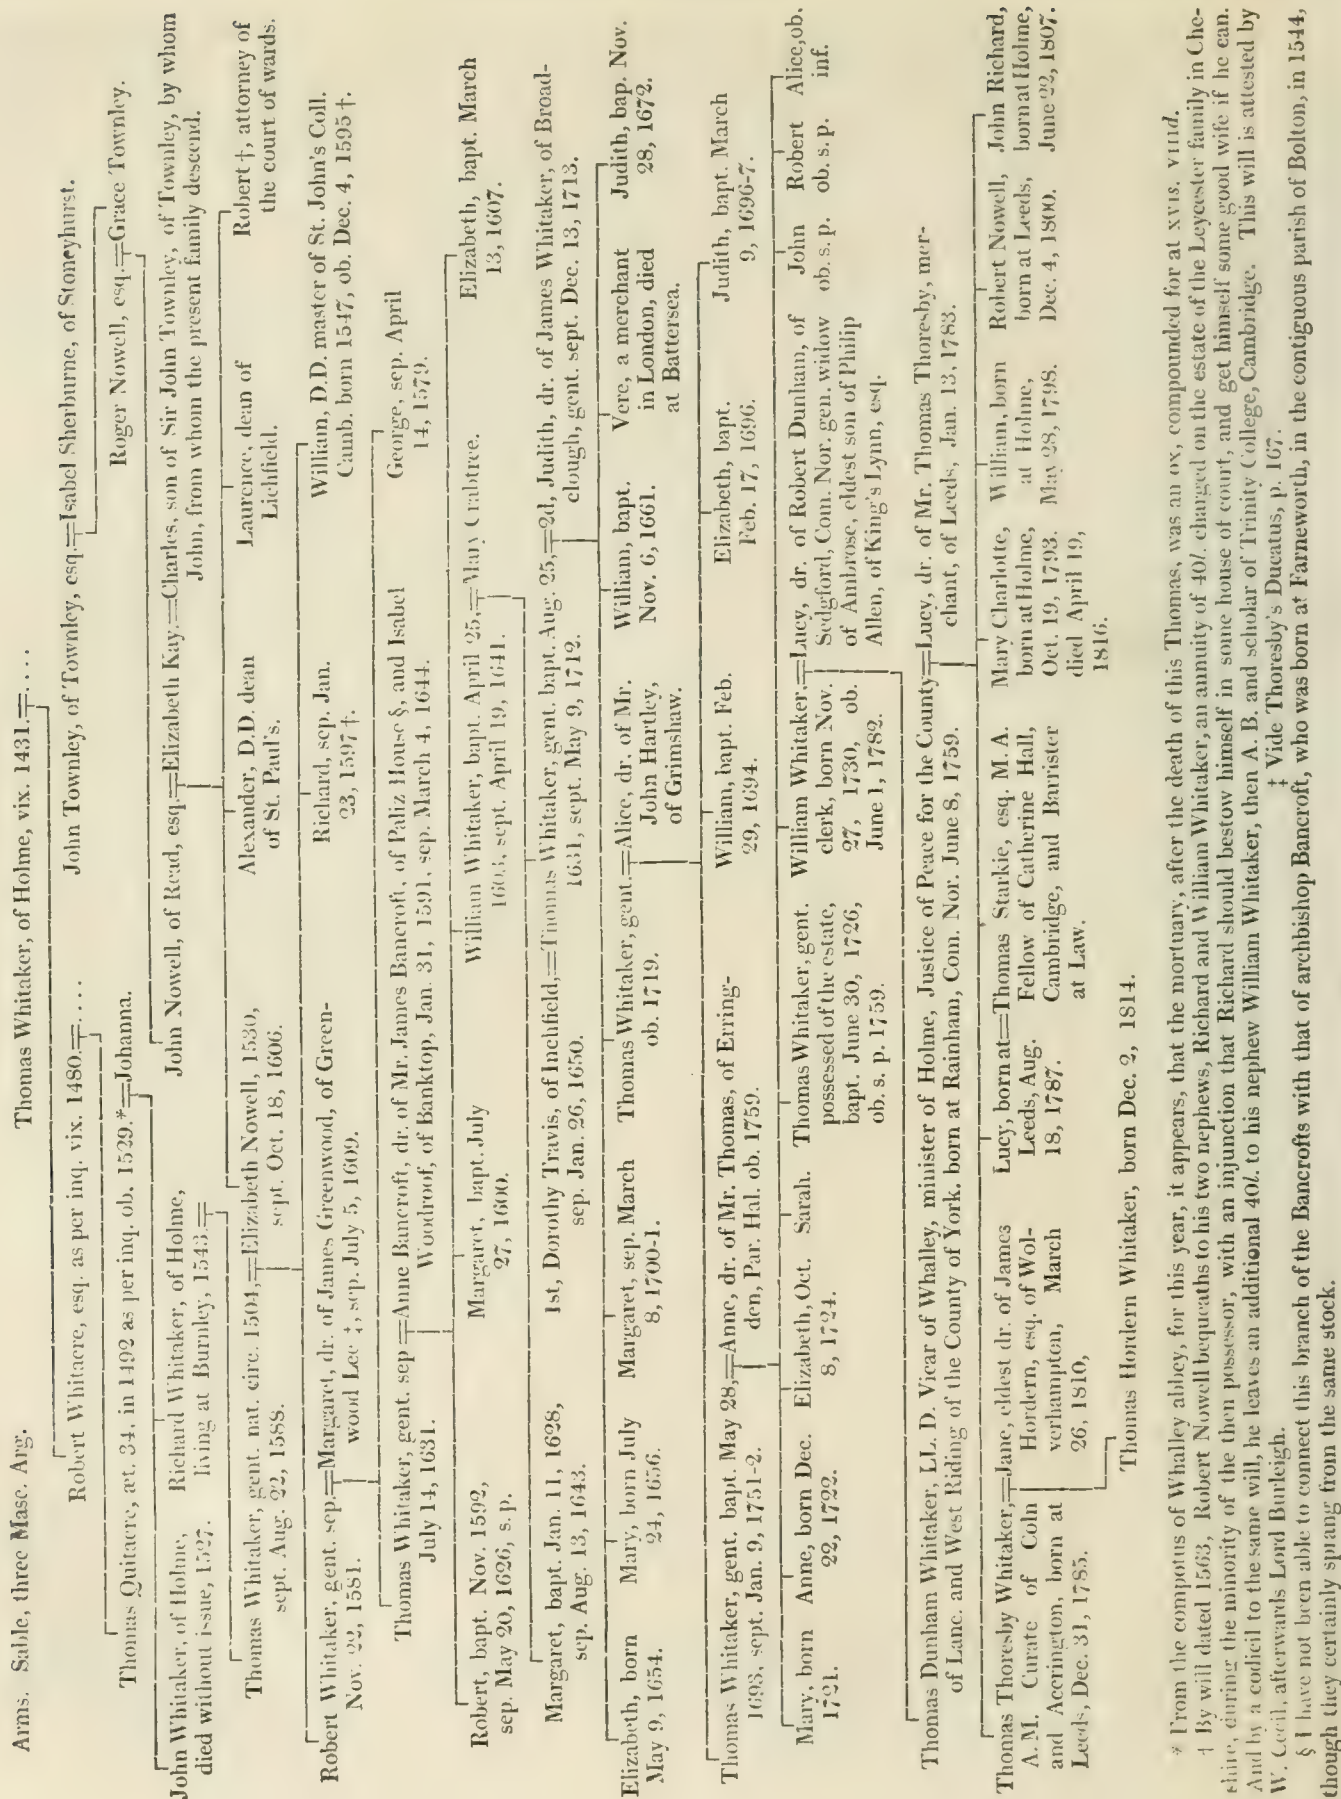 Arms. Sable, three Masc. Arg.
Thomas Whitaker, of Holme, vix. 1431.=....
Robert Whitacre, esq. as per inq. vix. 1480.=....
John Townley, of Townley, esq.=Isabel Sherburne, of Stoneyhurst.
Thomas Quitacre, æt. 34. in 1492 as per inq. ob. 1529.*=Johanna.
Roger Nowell, esq.=Grace Townley.
John Whitaker, of Holme,
died without issue, 1527.
Richard Whitaker, of Holme,
living at Burnley, 1543.=
John Nowell, of Read, esq.=Elizabeth Kay.=Charles, son of Sir John Townley, of Townley, by whom
John, from whom the present family descend.
Thomas Whitaker, gent. nat. circ. 1504,=Elizabeth Nowell, 1530,
sept. Aug. 22, 1588.
sept. Oct. 18, 1606.
Alexander, D.D. dean
of St. Paul's.
Laurence, dean of
Lichfield.
Robert †, attorney of
the court of wards.
Robert Whitaker, gent. sep.=Margaret, dr. of James Greenwood, of Green-
Nov. 22, 1581.
wood Lee ‡, sep. July 5, 1609.
Richard, sep. Jan.
23, 1597 †.
William, D.D. master of St. John's Coll.
Camb. born 1547, ob. Dec. 4, 1595 †.
Thomas Whitaker, gent. sep=Anne Bancroft, dr. of Mr. James Bancroft, of Paliz House §, and Isabel
July 14, 1631.
Woodroof, of Banktop, Jan. 31, 1591, sep. March 4, 1644.
George, sep. April
14, 1579.
Robert, bapt. Nov. 1592,
sep. May 20, 1626, s. p.
Margaret, bapt. July
27, 1600.
William Whitaker, bapt. April 25,=Mary Crabtree.
sept. April 19, 1641.
Elizabeth, bapt. March
13, 1607.
Margaret, bapt. Jan. 11, 1628,
sep. Aug. 13, 1643.
1st, Dorothy Travis, of Inchfield,=Thomas Whitaker, gent. bapt. Aug. 25,=2d, Judith, dr. of James Whitaker, of Broad-
sep. Jan. 26, 1650.
1631, sept. May 9, 1712.
clough, gent. sept. Dec. 13, 1713.
Elizabeth, born
May 9, 1654.
Mary, born July
24, 1656.
Margaret, sep. March
8, 1700-1.
Thomas Whitaker, gent.=Alice, dr. of Mr.
ob. 1719.
John Hartley,
of Grimshaw.
William, bapt.
Nov. 6, 1661.
Vere, a merchant
in London, died
at Battersea.
Judith, bap. Nov.
28, 1672.
Thomas Whitaker, gent. bapt. May 28,=Anne, dr. of Mr. Thomas, of Erring-
1693, sept. Jan. 9, 1751-2.
den, Par. Hal. ob. 1759.
William, bapt. Feb.
29, 1694.
Elizabeth, bapt.
Feb. 17, 1696.
Judith, bapt. March
9, 1696-7.
Mary, born
1721.
Anne, born Dec.
22, 1722.
Elizabeth, Oct.
8, 1724.
Sarah.
Thomas Whitaker, gent.
possessed of the estate,
bapt. June 30, 1726,
ob. s. p. 1759.
William Whitaker.=Lucy, dr. of Robert Dunham, of
clerk, born Nov.
27, 1730, ob.
June 1, 1782.
Sedgford, Com. Nor. gen. widow
of Ambrose, eldest son of Philip
Allen, of King's Lynn, esq.
John
ob. s. p.
Robert
ob. s. p.
Alice, ob.
inf.
Thomas Dunham Whitaker, LL. D. Vicar of Whalley, minister of Holme, Justice of Peace for the County=Lucy, dr. of Mr. Thomas Thoresby, mer-
of Lanc. and West Riding of the County of York. born at Rainham, Com. Nor. June 8, 1759.
chant, of Leeds, Jan. 13, 1783.
Thomas Thoresby Whitaker,=Jane, eldest dr. of James
A. M. Curate of Coln
and Accrington, born at
Leeds, Dec. 31, 1785.
Hordern, esq. of Wol-
verhampton, March
26, 1810,
Lucy, born at=Thomas Starkie, esq. M. A.
Leeds, Aug.
18, 1787.
Fellow of Catherine Hall,
Cambridge, and Barrister
at Law.
Mary Charlotte,
born at Holme,
Oct. 19, 1793.
died April 19,
1816.
William, born
at Holme,
May 28, 1798.
Robert Nowell,
born at Leeds,
Dec. 4, 1800.
John Richard,
born at Holme,
June 22, 1807.
Thomas Hordern Whitaker, born Dec. 2, 1814.
* From the compotus of Whalley abbey, for this year, it appears, that the mortuary, after the death of this Thomas, was an ox, compounded for at XVIS. VIIId.
† By will dated 1563, Robert Nowell bequeaths to his two nephews, Richard and William Whitaker, an annuity of 40l. charged on the estate of the Leycester family in Che-
shire, during the minority of the then possessor, with an injunction that Richard should bestow himself in some house of court, and get himself some good wife if he can.
And by a codicil to the same will, he leaves an additional 40l. to his nephew William Whitaker, then A. B. and scholar of Trinity College, Cambridge. This will is attested by
W. Cecil, afterwards Lord Burleigh.
‡ Vide Thoresby's Ducatus, p. 167.
§ I have not been able to connect this branch of the Bancrofts with that of archbishop Bancroft, who was born at Farneworth, in the contiguous parish of Bolton, in 1544,
though they certainly sprang from the same stock.